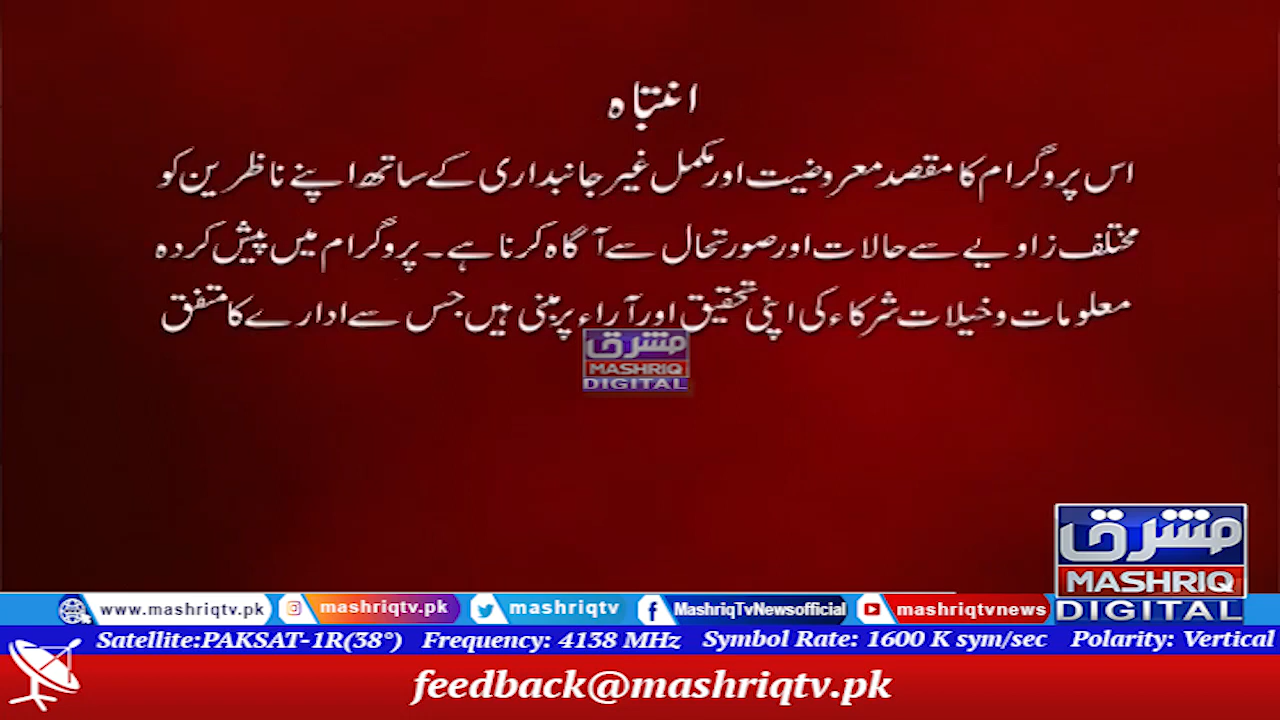 انتباہ
اس پروگرام کا مقصد معروضیت اور مکمل غیر جانبداری کے ساتھ اپنے ناظرین کو
مختلف زاویے سے حالات اور صورتحال سے آگاہ کرنا ہے۔ پروگرام میں پیش کردہ
معلومات و خیلات شرکاء کی اپنی تحقیق اور آراء پر مبنی ہیں جس سے ادارے کا متفق
مشرق
MASHRIQ
DIGITAL
مشرق
MASHRIQ
DIGITAL
www.mashriqtv.pk mashriqtv.pk mashriqtv MashriqTvNewsofficial mashriqtvnews
Satellite:PAKSAT-1R(38°) Frequency: 4138 MHz Symbol Rate: 1600 K sym/sec Polarity: Vertical
feedback@mashriqtv.pk